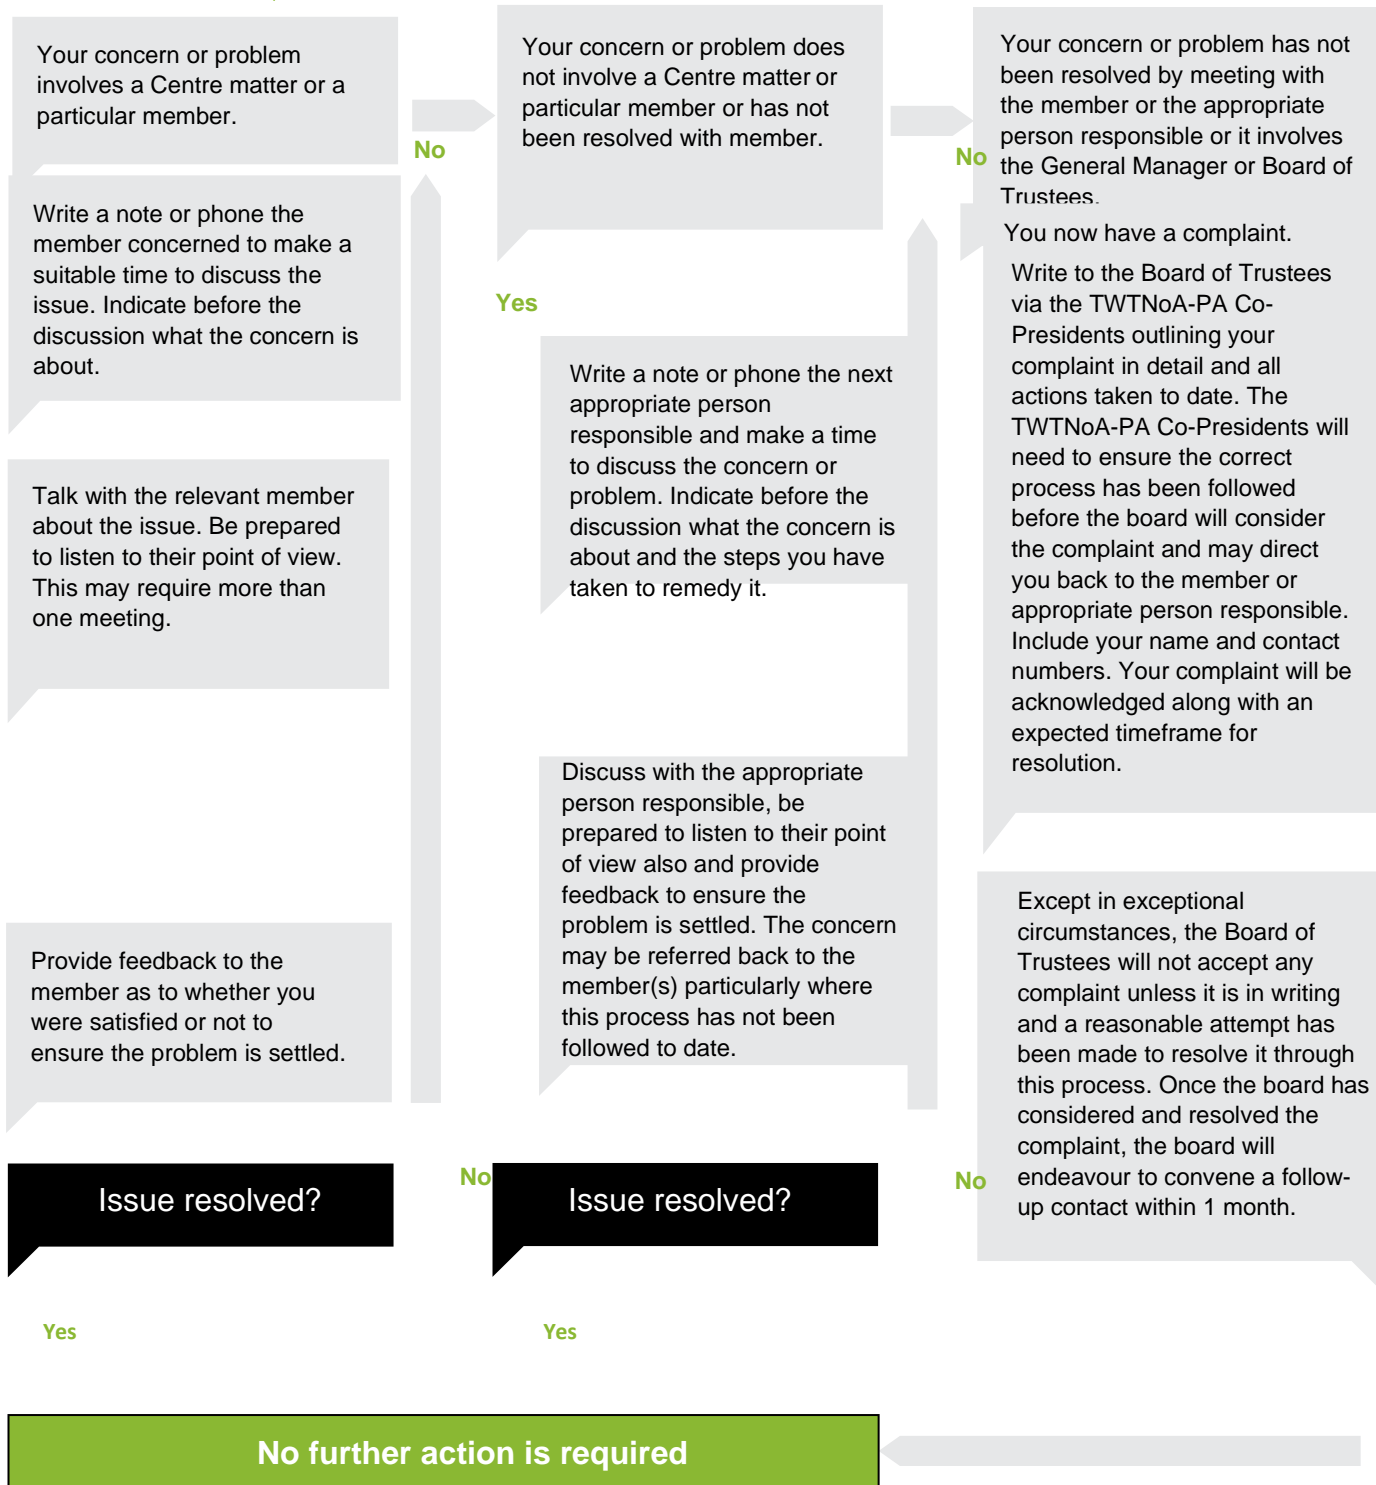 Your concern or problem
involves a Centre matter or a
particular member.
No
Write a note or phone the
member concerned to make a
suitable time to discuss the
issue. Indicate before the
discussion what the concern is
about.
Talk with the relevant member
about the issue. Be prepared
to listen to their point of view.
This may require more than
one meeting.
Provide feedback to the
member as to whether you
were satisfied or not to
ensure the problem is settled.
Issue resolved?
No
Yes
Your concern or problem does
not involve a Centre matter or
particular member or has not
been resolved with member.
No
Yes
Write a note or phone the next
appropriate person
responsible and make a time
to discuss the concern or
problem. Indicate before the
discussion what the concern is
about and the steps you have
taken to remedy it.
Discuss with the appropriate
person responsible, be
prepared to listen to their point
of view also and provide
feedback to ensure the
problem is settled. The concern
may be referred back to the
member(s) particularly where
this process has not been
followed to date.
Issue resolved?
No
Yes
Your concern or problem has not
been resolved by meeting with
the member or the appropriate
person responsible or it involves
the General Manager or Board of
Trustees.
You now have a complaint.
Write to the Board of Trustees
via the TWTNoA-PA Co-
Presidents outlining your
complaint in detail and all
actions taken to date. The
TWTNoA-PA Co-Presidents will
need to ensure the correct
process has been followed
before the board will consider
the complaint and may direct
you back to the member or
appropriate person responsible.
Include your name and contact
numbers. Your complaint will be
acknowledged along with an
expected timeframe for
resolution.
Except in exceptional
circumstances, the Board of
Trustees will not accept any
complaint unless it is in writing
and a reasonable attempt has
been made to resolve it through
this process. Once the board has
considered and resolved the
complaint, the board will
endeavour to convene a follow-
up contact within 1 month.
No further action is required